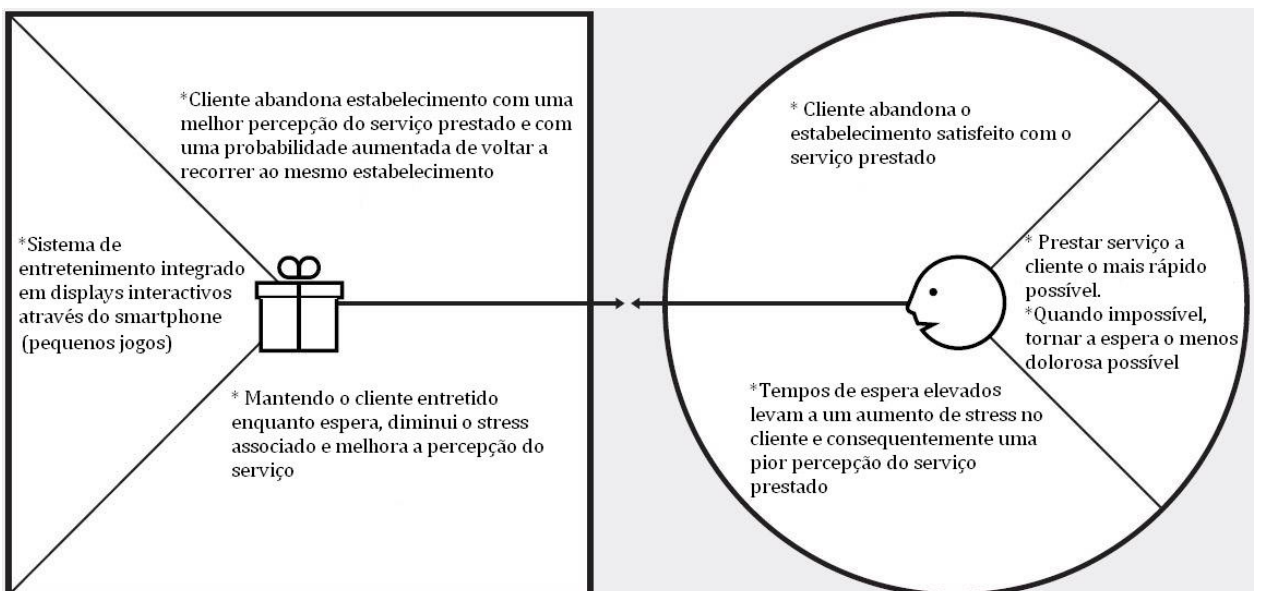 *Cliente abandona estabelecimento com uma
melhor percepção do serviço prestado e com
uma probabilidade aumentada de voltar a
recorrer ao mesmo estabelecimento
*Sistema de
entretenimento integrado
em displays interactivos
através do smartphone
(pequenos jogos)
* Mantendo o cliente entretido
enquanto espera, diminui o stress
associado e melhora a percepção do
serviço
* Cliente abandona o
estabelecimento satisfeito com o
serviço prestado
* Prestar serviço a
cliente o mais rápido
possível.
*Quando impossível,
tornar a espera o menos
dolorosa possível
*Tempos de espera elevados
levam a um aumento de stress no
cliente e consequentemente uma
pior percepção do serviço
prestado